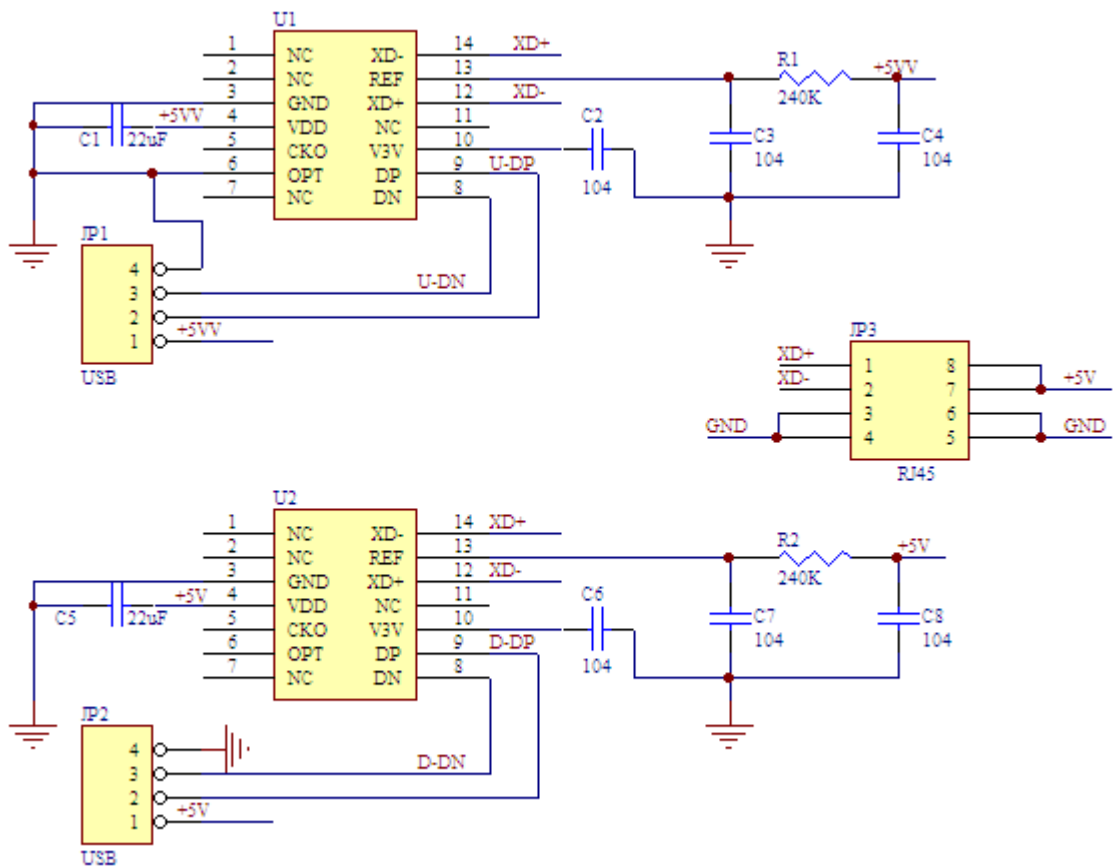 U1
1 NC XD- 14 XD+
2 NC REF 13
3 GND XD+ 12 XD-
4 VDD NC 11
5 CKO V3V 10
6 OPT DP 9 U-DP
7 NC DN 8
+5VV
C1 22uF
R1
240K
+5VV
C2
104
C3
104
C4
104
JP1
4
3 U-DN
2
1 +5VV
USB
JP3
XD+ 1 8
XD- 2 7 +5V
3 6
GND 4 5 GND
RJ45
U2
1 NC XD- 14 XD+
2 NC REF 13
3 GND XD+ 12 XD-
4 VDD NC 11
5 CKO V3V 10
6 OPT DP 9 D-DP
7 NC DN 8
+5V
C5 22uF
R2
240K
+5V
C6
104
C7
104
C8
104
JP2
4
3 D-DN
2
1 +5V
USB